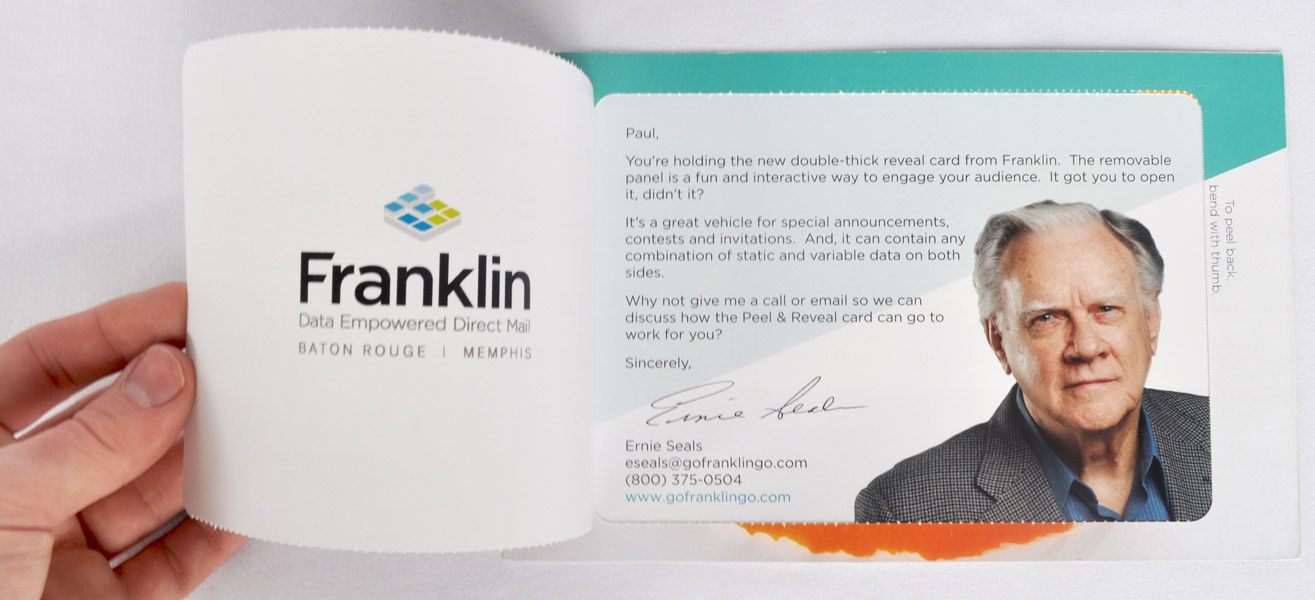 Franklin
Data Empowered Direct Mail
BATON ROUGE | MEMPHIS
Paul,
You're holding the new double-thick reveal card from Franklin. The removable
panel is a fun and interactive way to engage your audience. It got you to open
it, didn't it?
It's a great vehicle for special announcements,
contests and invitations. And, it can contain any
combination of static and variable data on both
sides.
Why not give me a call or email so we can
discuss how the Peel & Reveal card can go to
work for you?
Sincerely,
Ernie Seals
Ernie Seals
eseals@gofranklingo.com
(800) 375-0504
www.gofranklingo.com
To peel back,
bend with thumb.